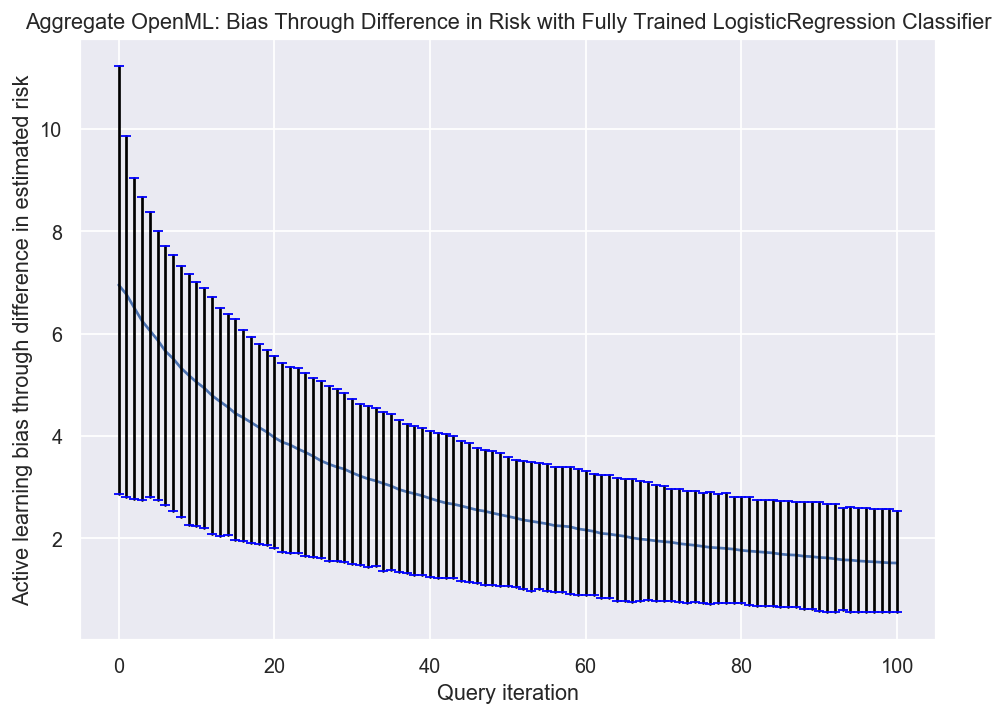 Aggregate OpenML: Bias Through Difference in Risk with Fully Trained LogisticRegression Classifier
Active learning bias through difference in estimated risk
10
8
6
4
2
0 20 40 60 80 100
Query iteration